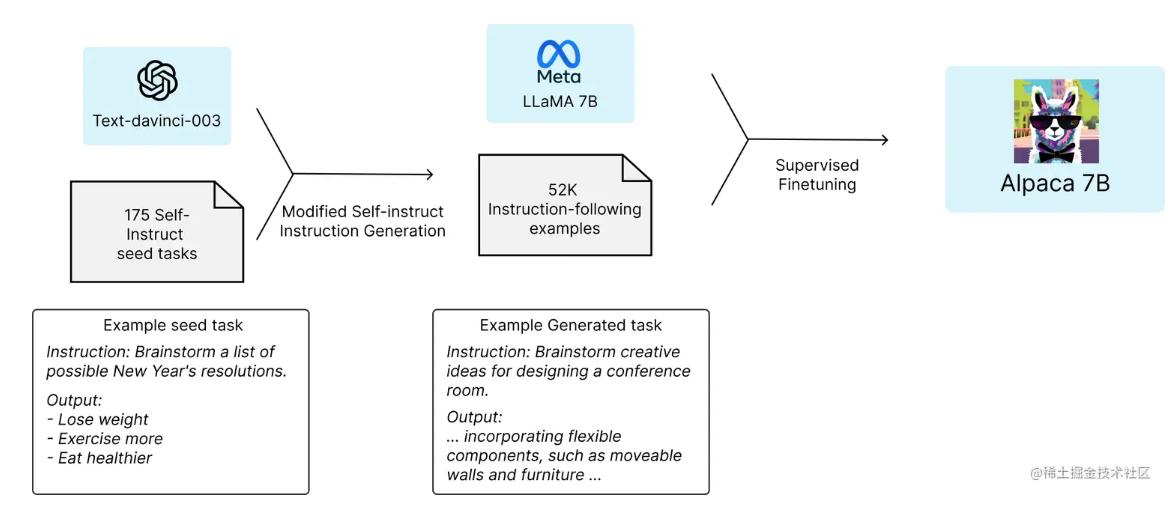 Text-davinci-003
175 Self-
Instruct
seed tasks
Modified Self-instruct
Instruction Generation
Meta
LLaMA 7B
52K
Instruction-following
examples
Supervised
Finetuning
Alpaca 7B
Example seed task
Instruction: Brainstorm a list of
possible New Year's resolutions.
Output:
- Lose weight
- Exercise more
- Eat healthier
Example Generated task
Instruction: Brainstorm creative
ideas for designing a conference
room.
Output:
... incorporating flexible
components, such as moveable
walls and furniture ...
@稀土掘金技术社区